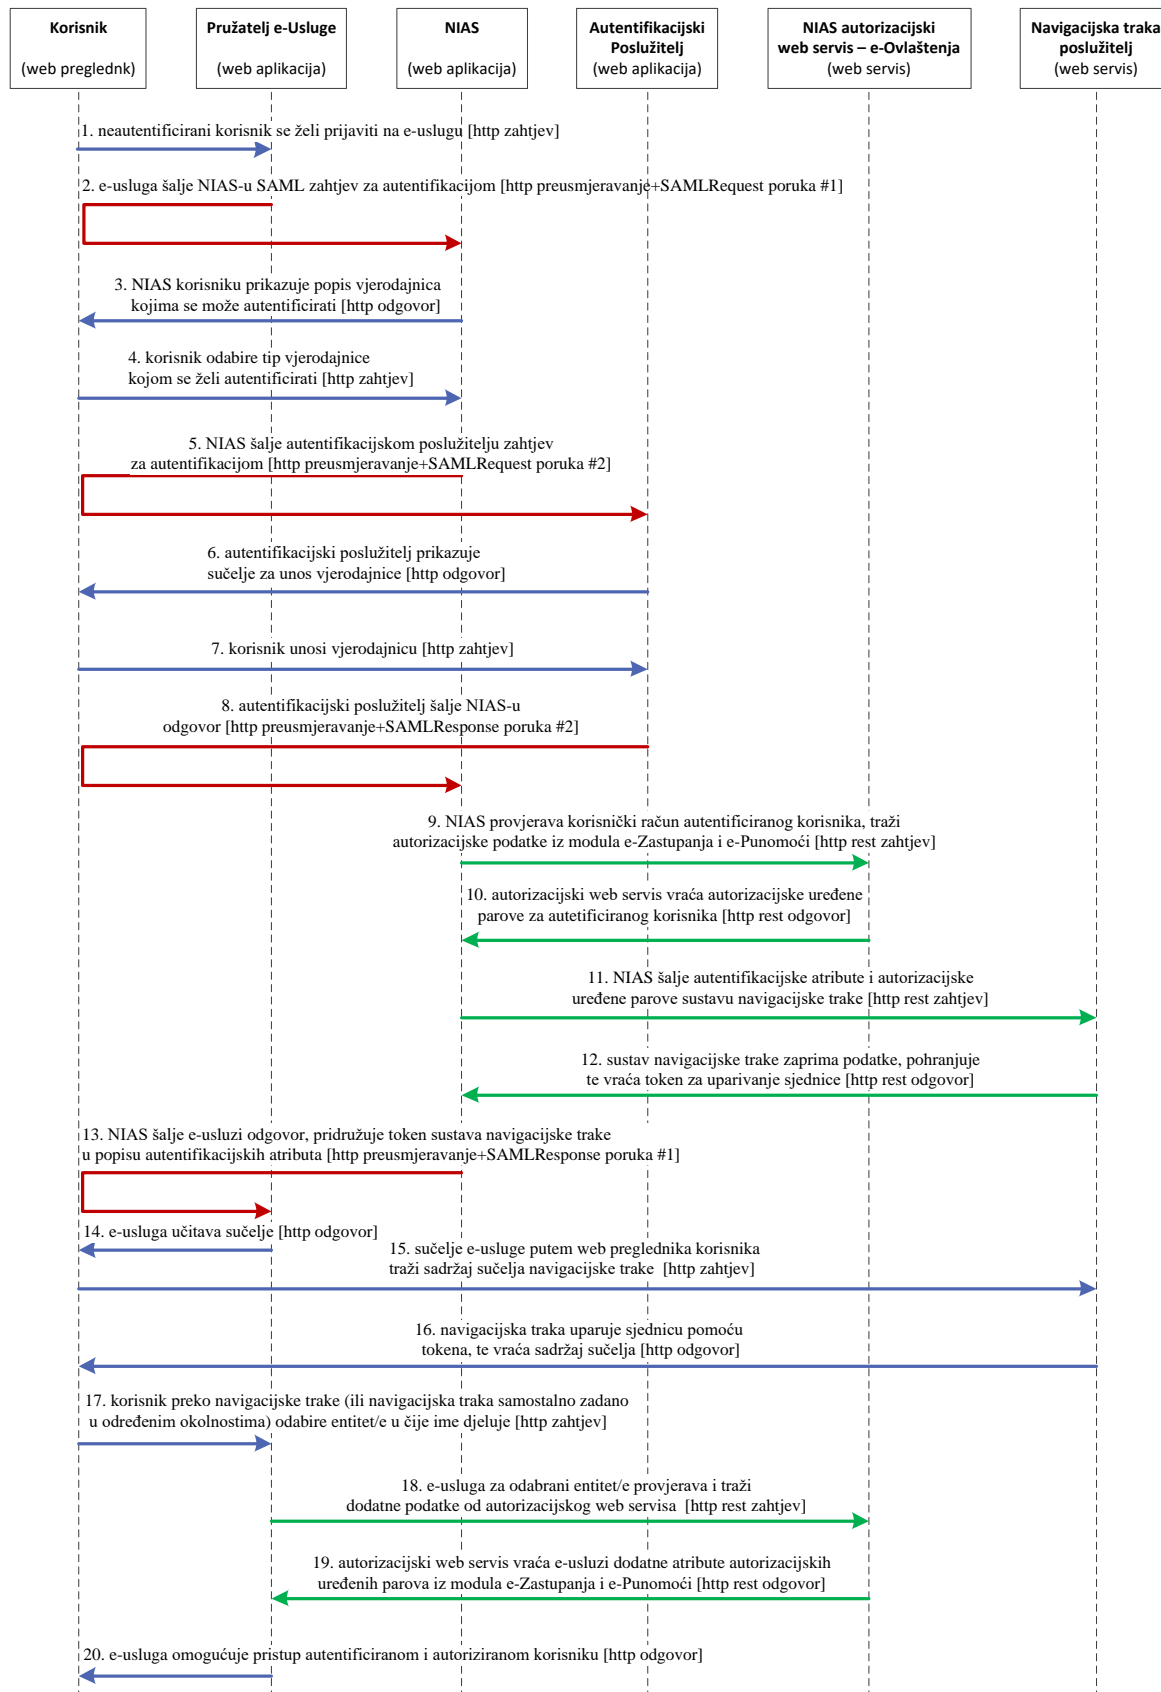 Korisnik
(web preglednk)
Pružatelj e-Usluge
(web aplikacija)
NIAS
(web aplikacija)
Autentifikacijski
Poslužitelj
(web aplikacija)
NIAS autorizacijski
web servis – e-Ovlaštenja
(web servis)
Navigacijska traka
poslužitelj
(web servis)
1. neautentificirani korisnik se želi prijaviti na e-uslugu [http zahtjev]
2. e-usluga šalje NIAS-u SAML zahtjev za autentifikacijom [http preusmjeravanje+SAMLRequest poruka #1]
3. NIAS korisniku prikazuje popis vjerodajnica
kojima se može autentificirati [http odgovor]
4. korisnik odabire tip vjerodajnice
kojom se želi autentificirati [http zahtjev]
5. NIAS šalje autentifikacijskom poslužitelju zahtjev
za autentifikacijom [http preusmjeravanje+SAMLRequest poruka #2]
6. autentifikacijski poslužitelj prikazuje
sučelje za unos vjerodajnice [http odgovor]
7. korisnik unosi vjerodajnicu [http zahtjev]
8. autentifikacijski poslužitelj šalje NIAS-u
odgovor [http preusmjeravanje+SAMLResponse poruka #2]
9. NIAS provjerava korisnički račun autentificiranog korisnika, traži
autorizacijske podatke iz modula e-Zastupanja i e-Punomoći [http rest zahtjev]
10. autorizacijski web servis vraća autorizacijske uređene
parove za autetificiranog korisnika [http rest odgovor]
11. NIAS šalje autentifikacijske atribute i autorizacijske
uređene parove sustavu navigacijske trake [http rest zahtjev]
12. sustav navigacijske trake zaprima podatke, pohranjuje
te vraća token za uparivanje sjednice [http rest odgovor]
13. NIAS šalje e-usluzi odgovor, pridružuje token sustava navigacijske trake
u popisu autentifikacijskih atributa [http preusmjeravanje+SAMLResponse poruka #1]
14. e-usluga učitava sučelje [http odgovor]
15. sučelje e-usluge putem web preglednika korisnika
traži sadržaj sučelja navigacijske trake [http zahtjev]
16. navigacijska traka uparuje sjednicu pomoću
tokena, te vraća sadržaj sučelja [http odgovor]
17. korisnik preko navigacijske trake (ili navigacijska traka samostalno zadano
u određenim okolnostima) odabire entitet/e u čije ime djeluje [http zahtjev]
18. e-usluga za odabrani entitet/e provjerava i traži
dodatne podatke od autorizacijskog web servisa [http rest zahtjev]
19. autorizacijski web servis vraća e-usluzi dodatne atribute autorizacijskih
uređenih parova iz modula e-Zastupanja i e-Punomoći [http rest odgovor]
20. e-usluga omogućuje pristup autentificiranom i autoriziranom korisniku [http odgovor]